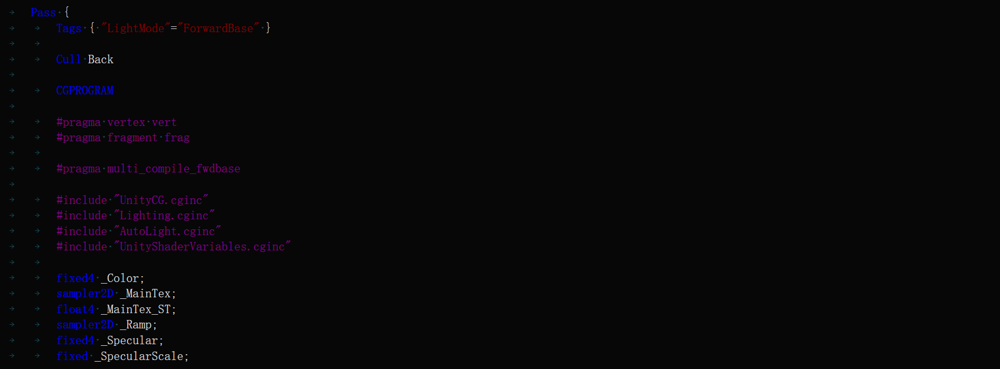 Pass {
Tags { "LightMode"="ForwardBase" }
Cull Back
CGPROGRAM
#pragma vertex vert
#pragma fragment frag
#pragma multi_compile_fwdbase
#include "UnityCG.cginc"
#include "Lighting.cginc"
#include "AutoLight.cginc"
#include "UnityShaderVariables.cginc"
fixed4 _Color;
sampler2D _MainTex;
float4 _MainTex_ST;
sampler2D _Ramp;
fixed4 _Specular;
fixed _SpecularScale;